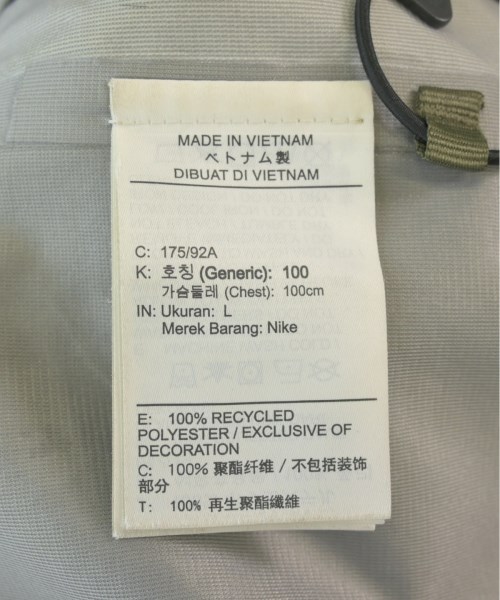 MADE IN VIETNAM
ベトナム製
DIBUAT DI VIETNAM
C: 175/92A
K: 호칭 (Generic): 100
가슴둘레 (Chest): 100cm
IN: Ukuran: L
Merek Barang: Nike
E: 100% RECYCLED
POLYESTER / EXCLUSIVE OF
DECORATION
C: 100% 聚酯纤维 / 不包括装饰
部分
T: 100% 再生聚酯纖維